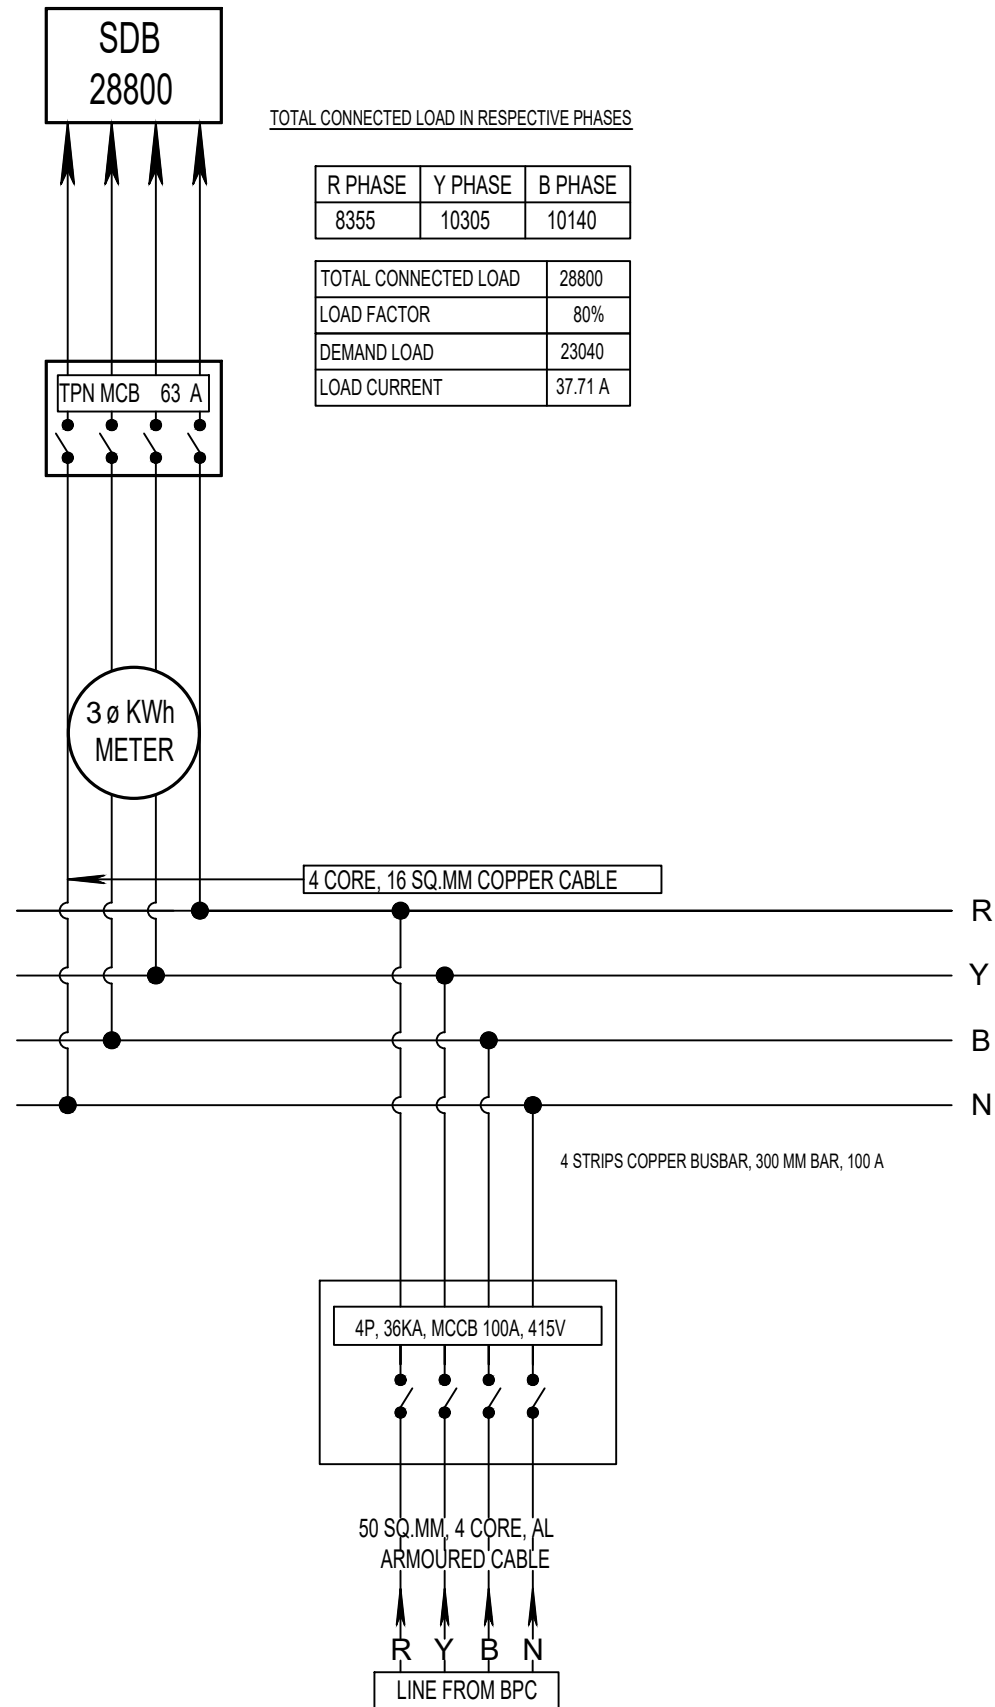 SDB
28800
TOTAL CONNECTED LOAD IN RESPECTIVE PHASES
R PHASE Y PHASE B PHASE
8355 10305 10140
TOTAL CONNECTED LOAD 28800
LOAD FACTOR 80%
DEMAND LOAD 23040
LOAD CURRENT 37.71 A
TPN MCB 63 A
3 ø KWh
METER
4 CORE, 16 SQ.MM COPPER CABLE
R
Y
B
N
4 STRIPS COPPER BUSBAR, 300 MM BAR, 100 A
4P, 36KA, MCCB 100A, 415V
50 SQ.MM, 4 CORE, AL
ARMOURED CABLE
R Y B N
LINE FROM BPC